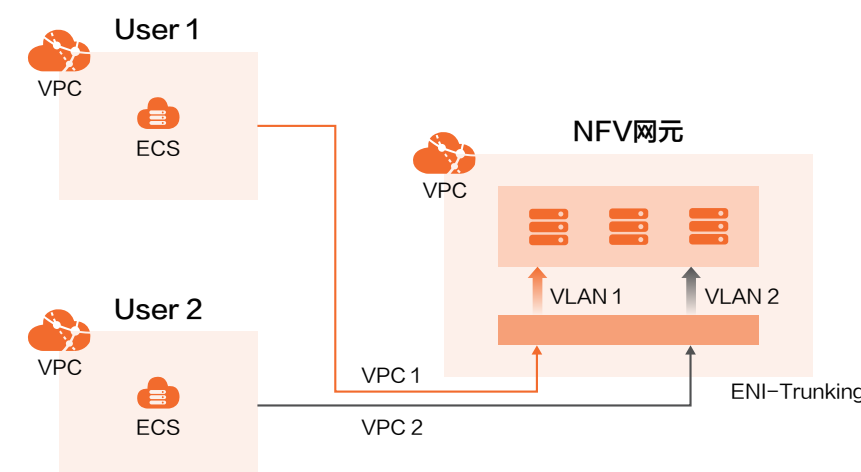 User 1
VPC
ECS
NFV网元
VPC
VLAN 1
VLAN 2
User 2
VPC
ECS
VPC 1
VPC 2
ENI-Trunking